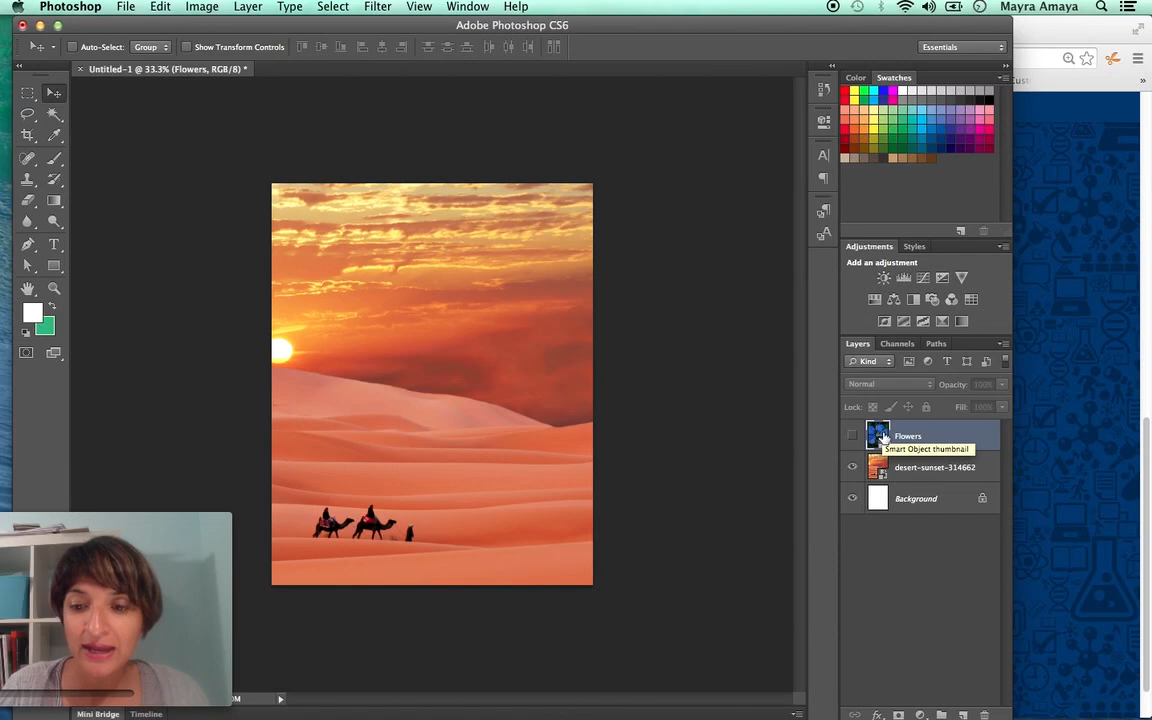 Photoshop File Edit Image Layer Type Select Filter View Window Help Mayra Amaya
Adobe Photoshop CS6
Auto-Select: Group Show Transform Controls Essentials
Untitled-1 @ 33.3% (Flowers, RGB/8) *
Color Swatches
Adjustments Styles
Add an adjustment
Layers Channels Paths
Kind
Normal Opacity: 100%
Lock: Fill: 100%
Flowers
Smart Object thumbnail
desert-sunset-314662
Background
Mini Bridge Timeline